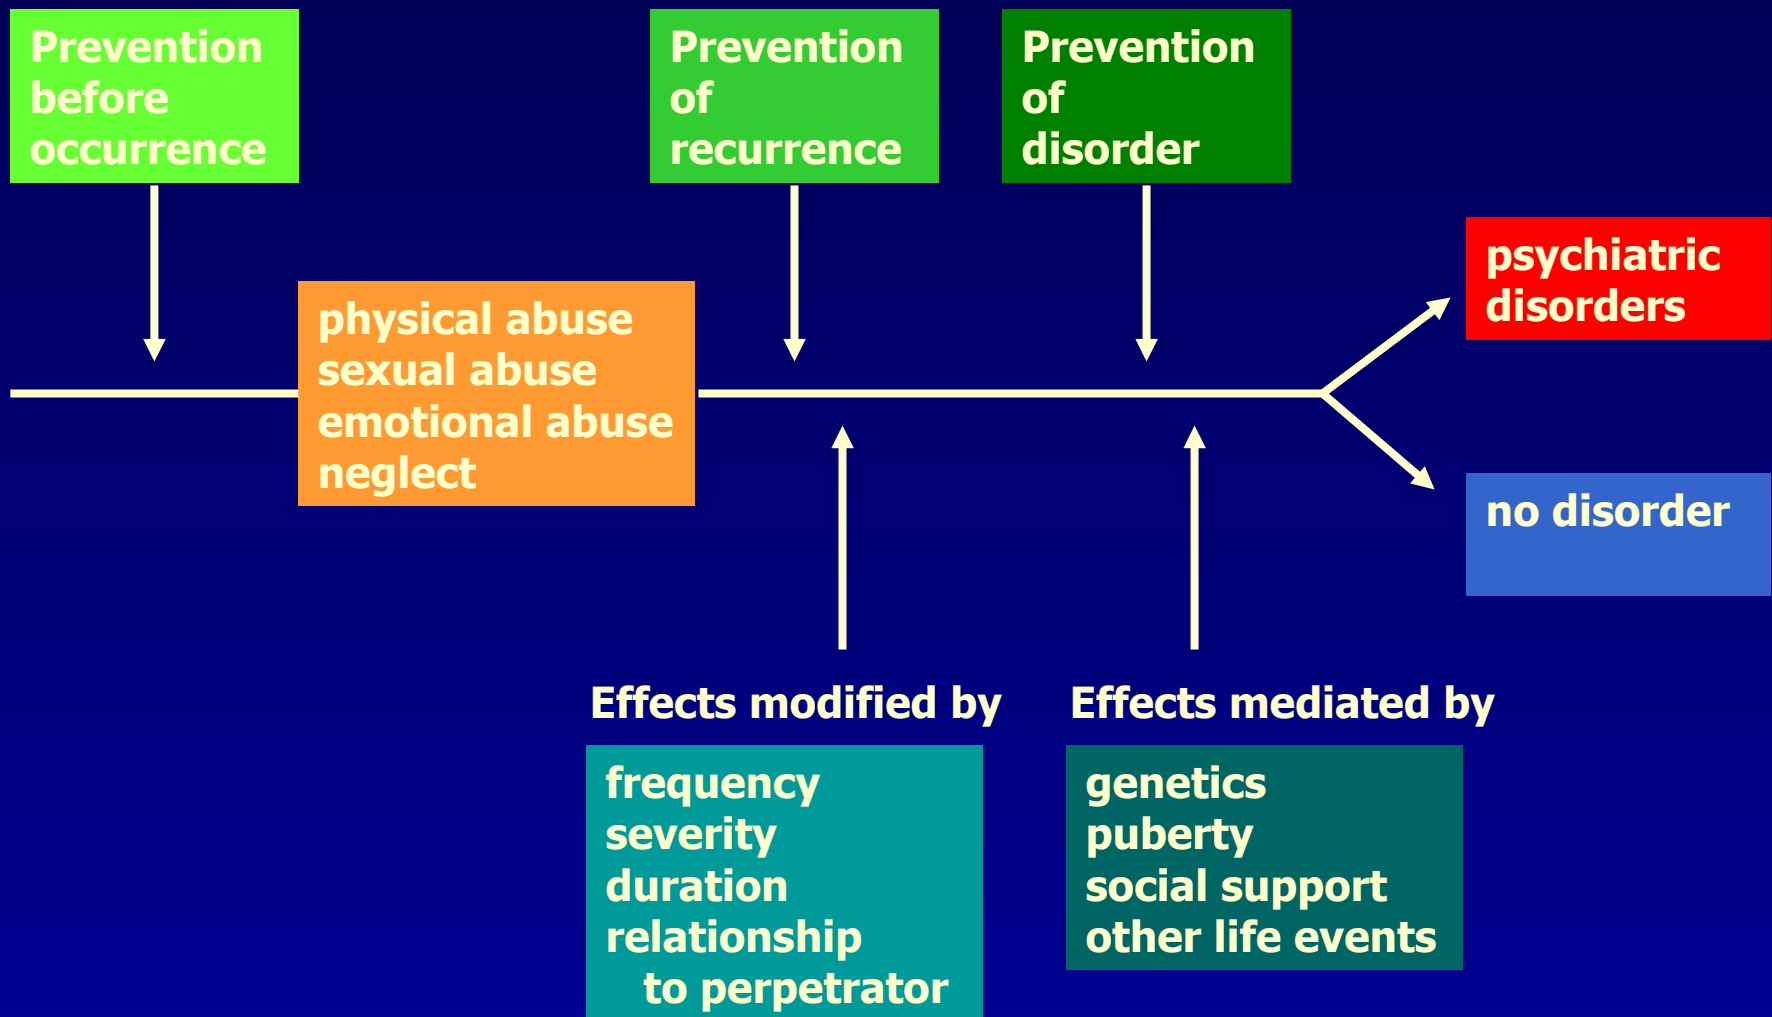 Prevention
before
occurrence
Prevention
of
recurrence
Prevention
of
disorder
physical abuse
sexual abuse
emotional abuse
neglect
psychiatric
disorders
no disorder
Effects modified by
frequency
severity
duration
relationship
to perpetrator
Effects mediated by
genetics
puberty
social support
other life events